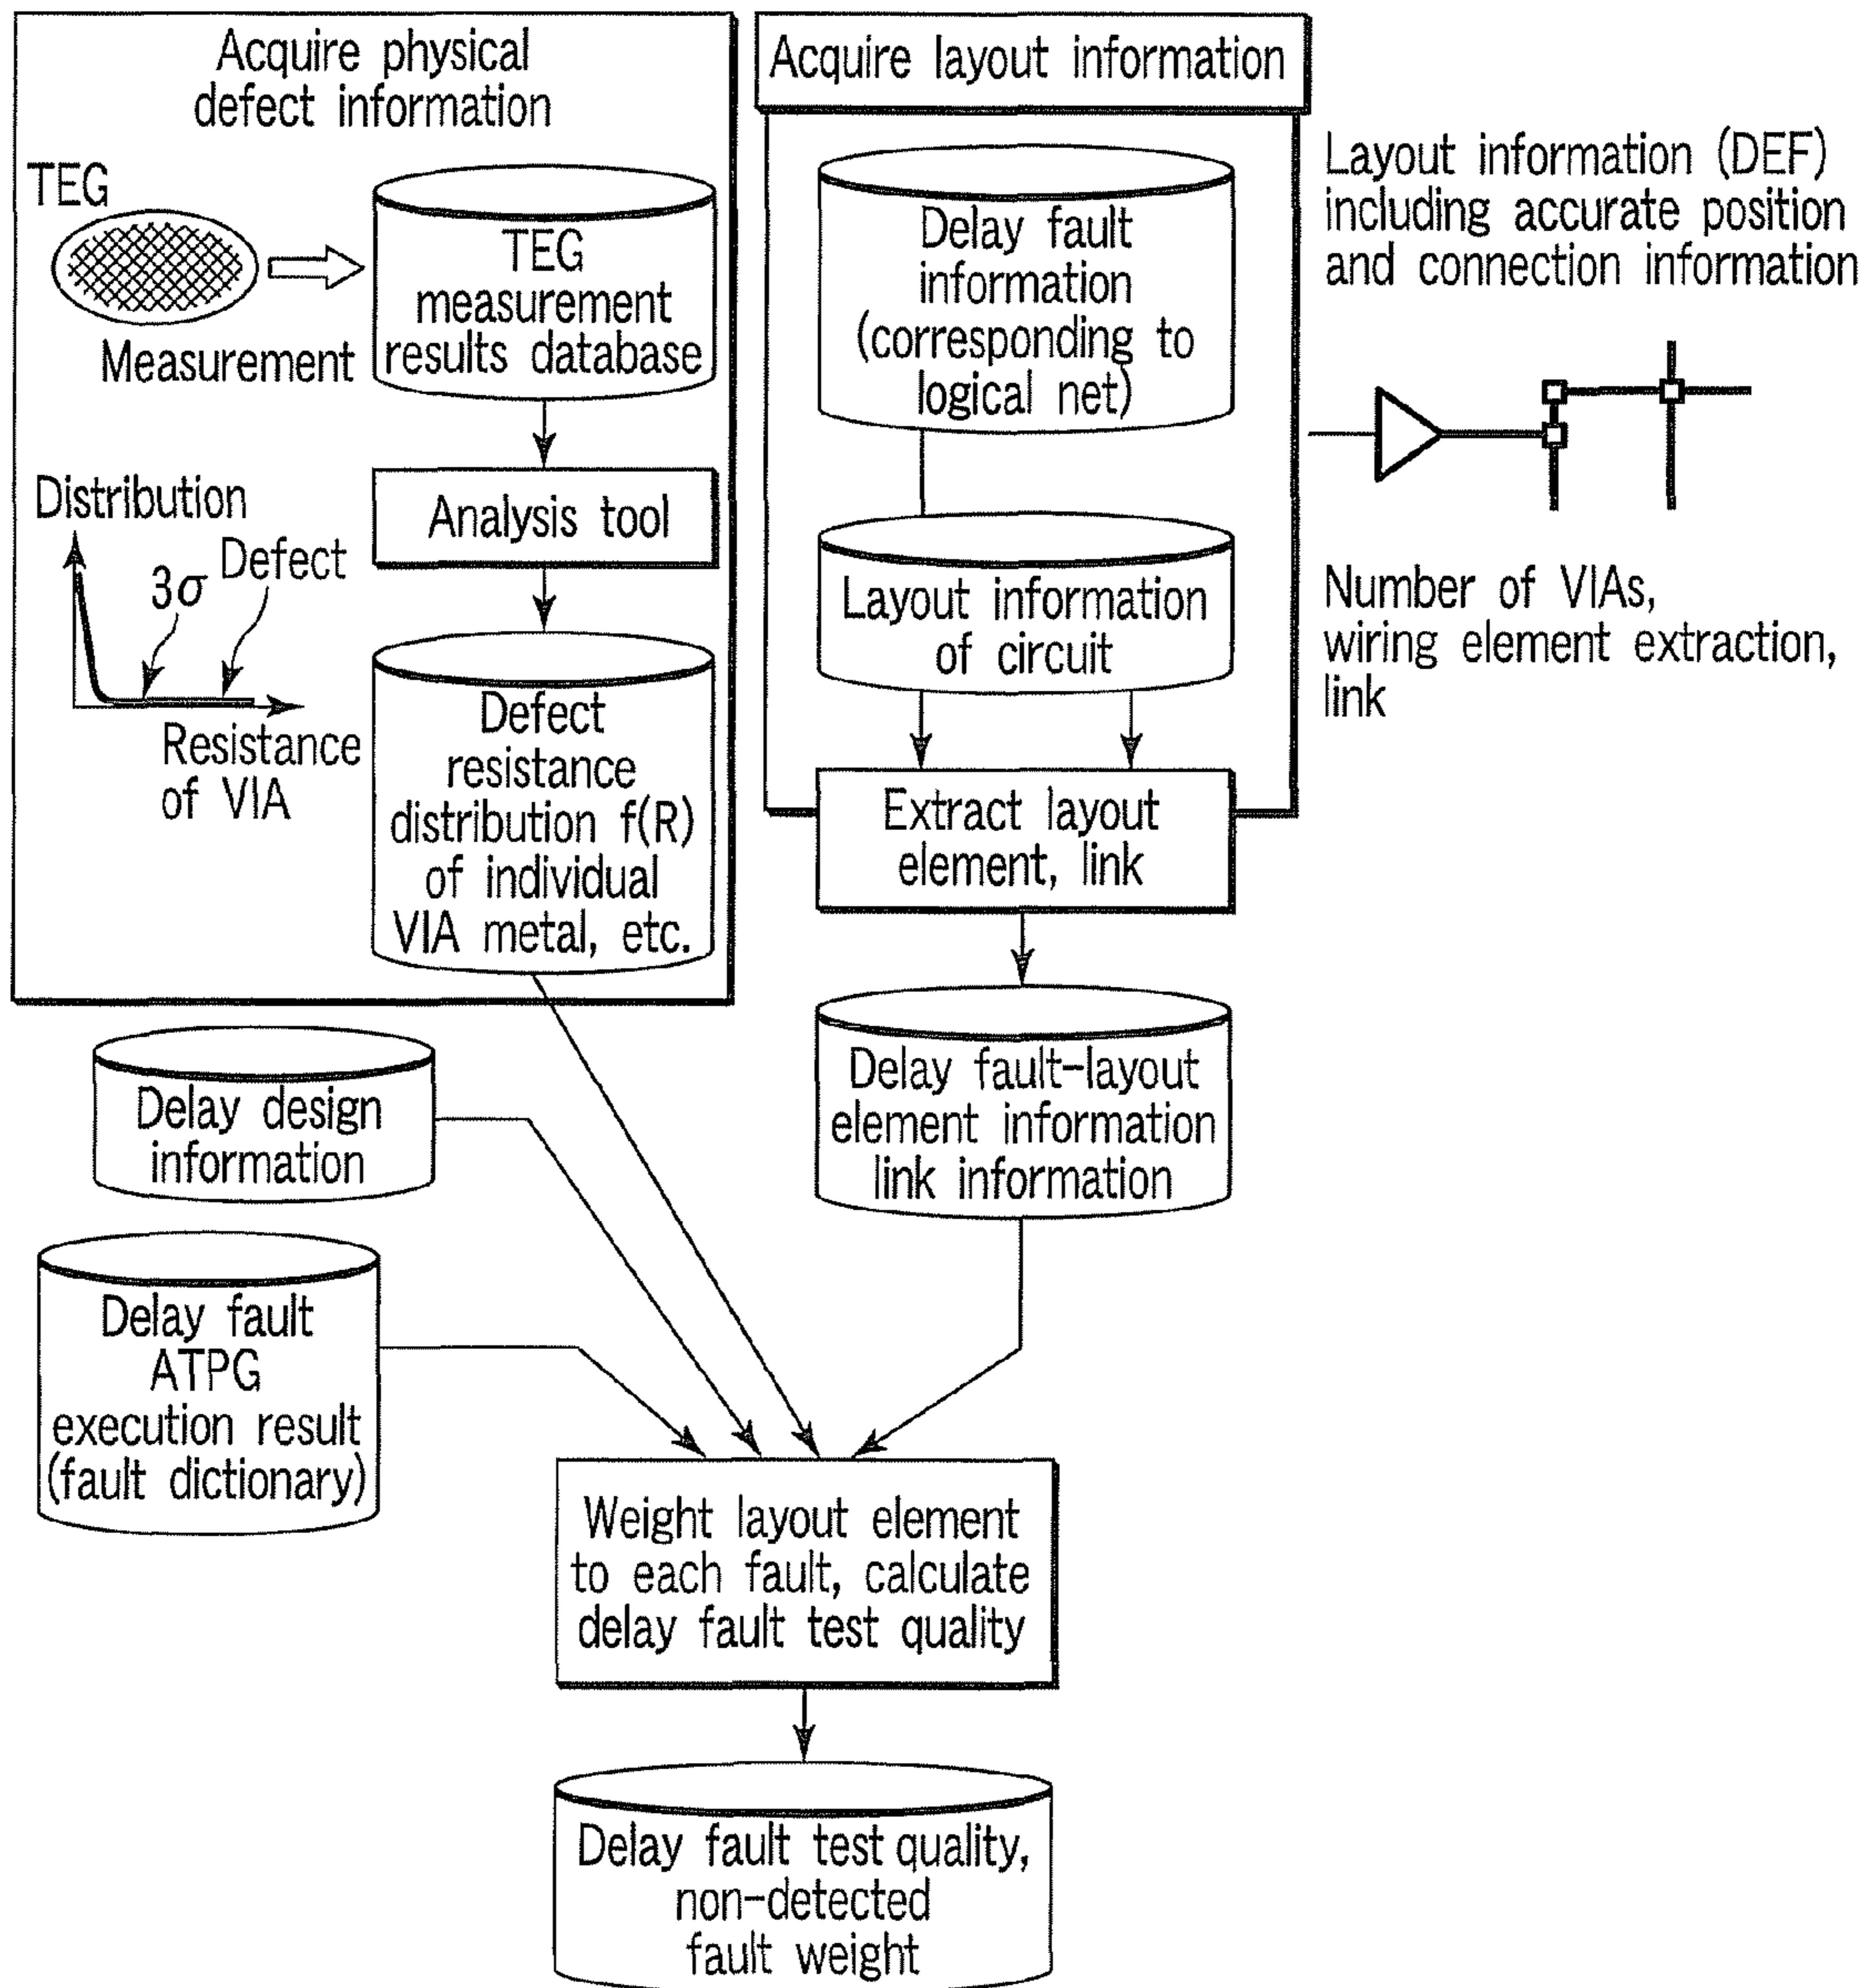 Acquire physical
defect information
TEG
Measurement
TEG
measurement
results database
Analysis tool
Distribution
3σ
Defect
Resistance
of VIA
Defect
resistance
distribution f(R)
of individual
VIA metal, etc.
Acquire layout information
Delay fault
information
(corresponding to
logical net)
Layout information
of circuit
Extract layout
element, link
Layout information (DEF)
including accurate position
and connection information
Number of VIAs,
wiring element extraction,
link
Delay fault-layout
element information
link information
Delay design
information
Delay fault
ATPG
execution result
(fault dictionary)
Weight layout element
to each fault, calculate
delay fault test quality
Delay fault test quality,
non-detected
fault weight